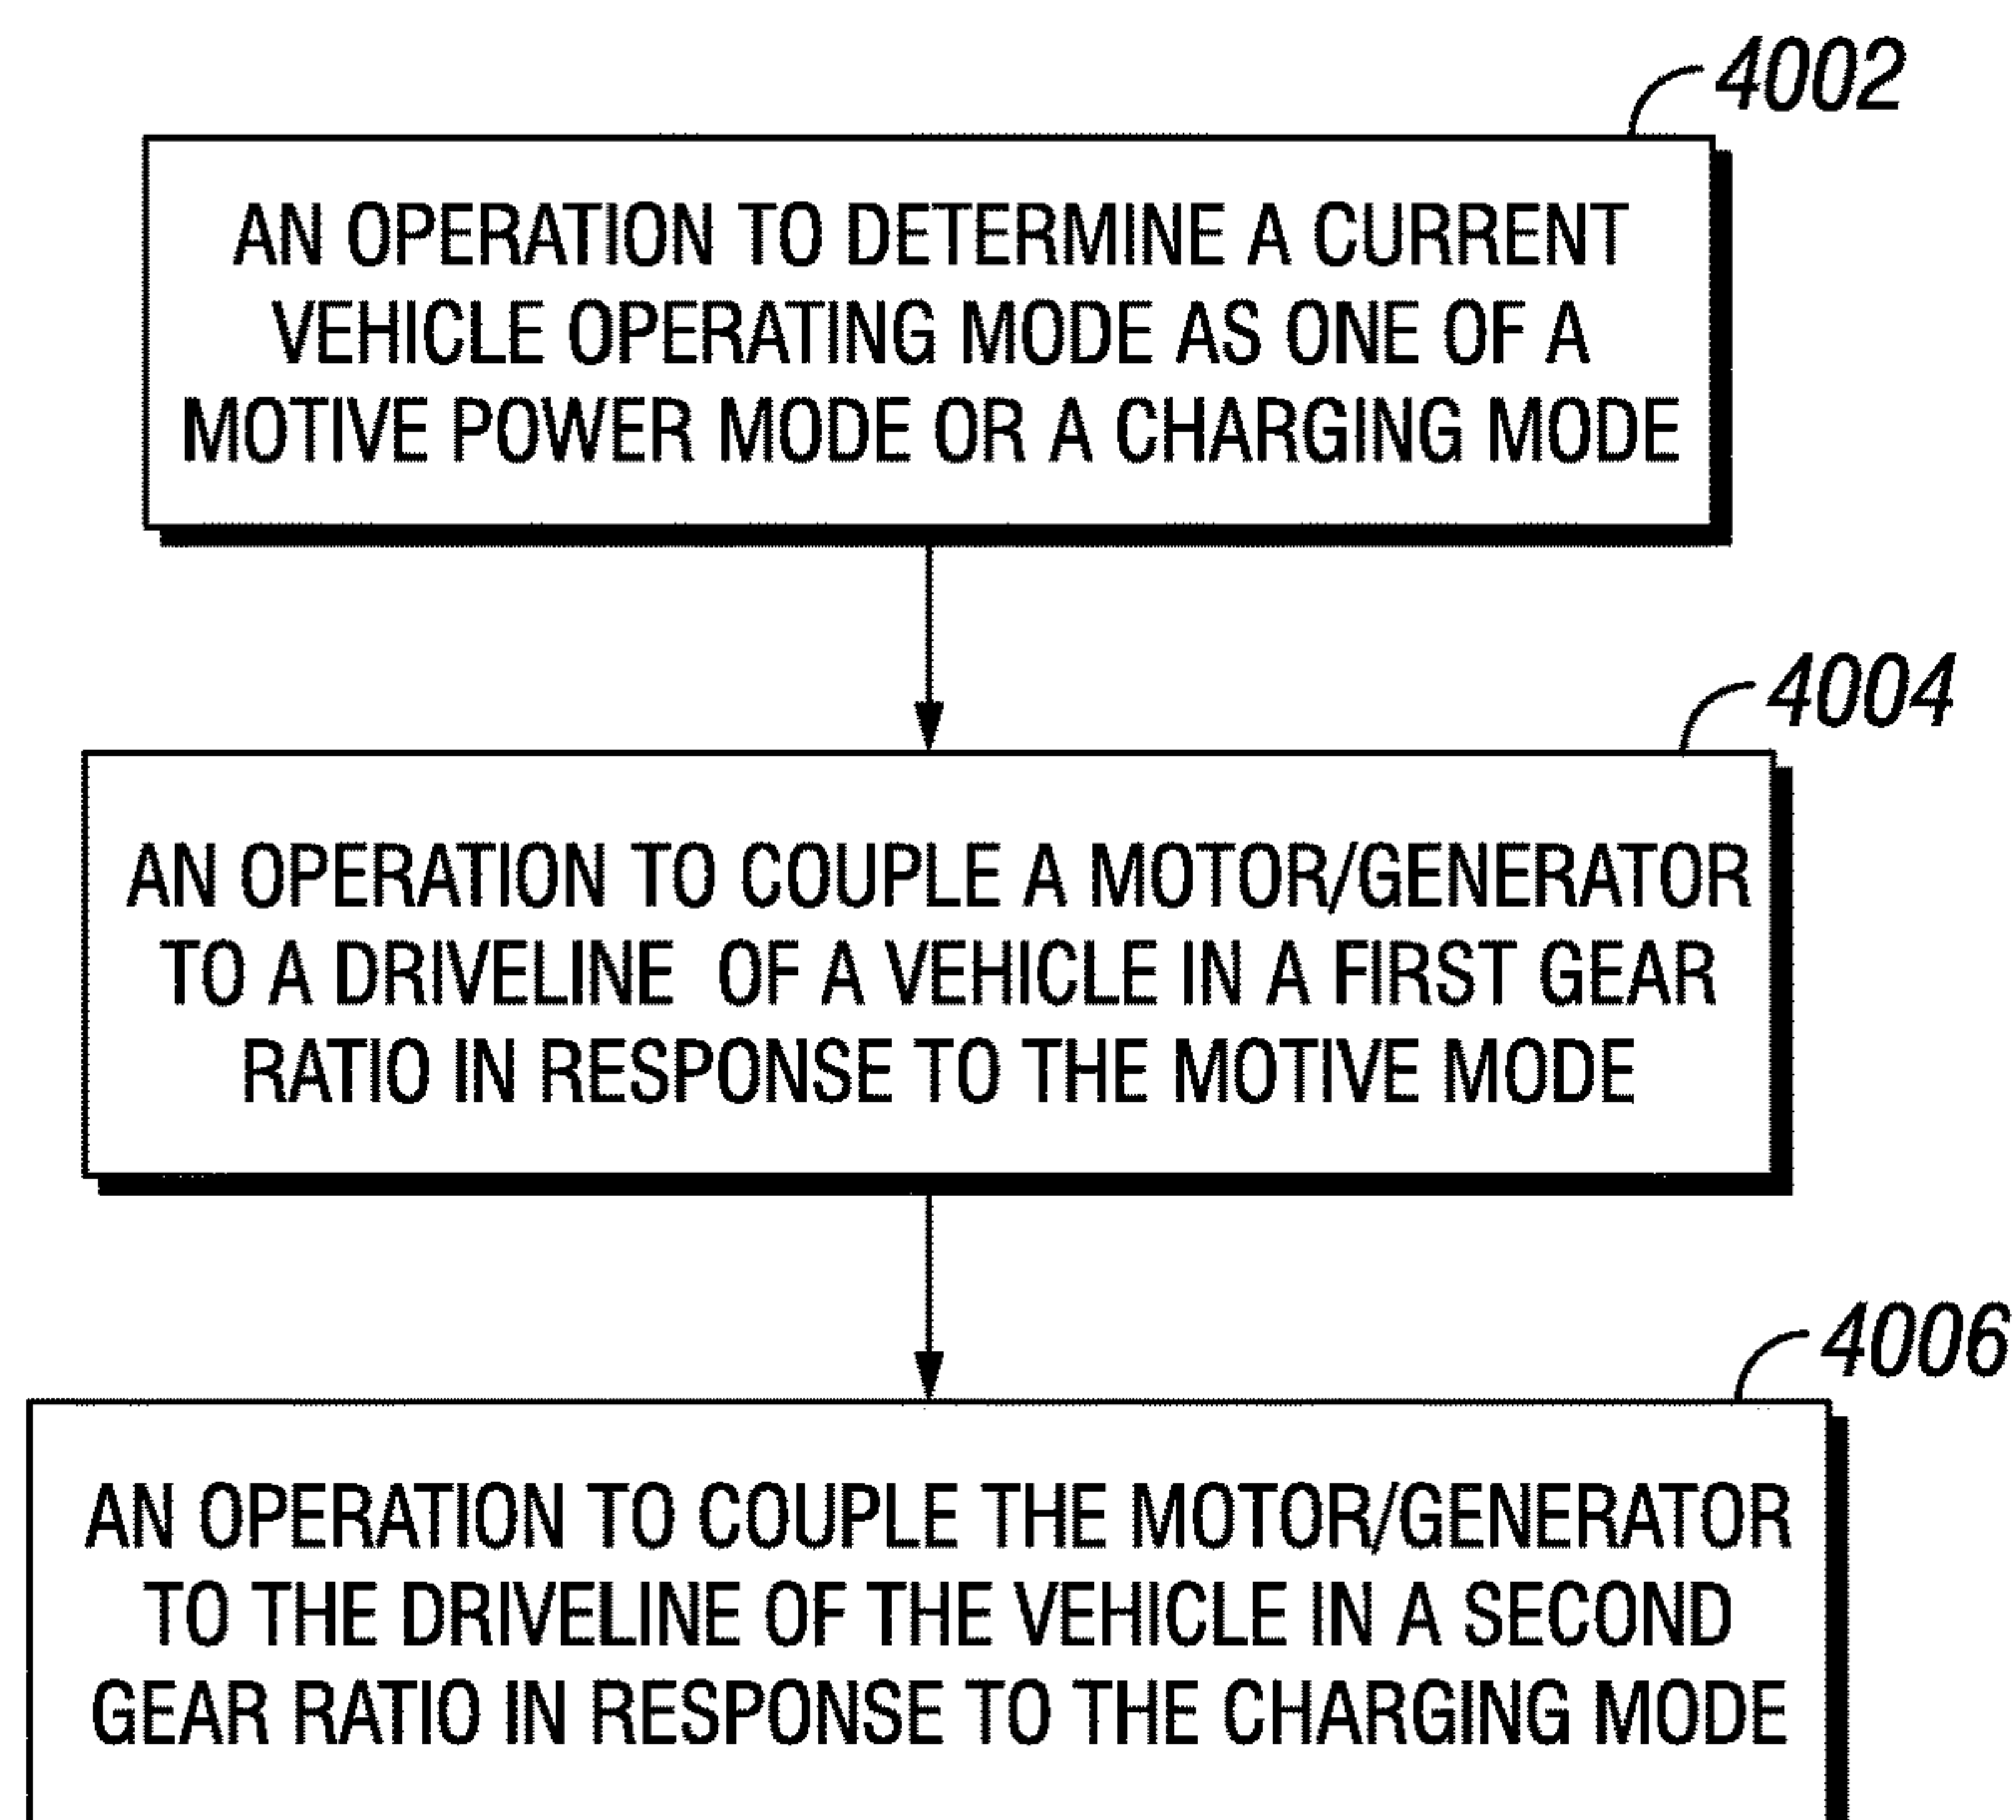 4002
AN OPERATION TO DETERMINE A CURRENT
VEHICLE OPERATING MODE AS ONE OF A
MOTIVE POWER MODE OR A CHARGING MODE
4004
AN OPERATION TO COUPLE A MOTOR/GENERATOR
TO A DRIVELINE OF A VEHICLE IN A FIRST GEAR
RATIO IN RESPONSE TO THE MOTIVE MODE
4006
AN OPERATION TO COUPLE THE MOTOR/GENERATOR
TO THE DRIVELINE OF THE VEHICLE IN A SECOND
GEAR RATIO IN RESPONSE TO THE CHARGING MODE